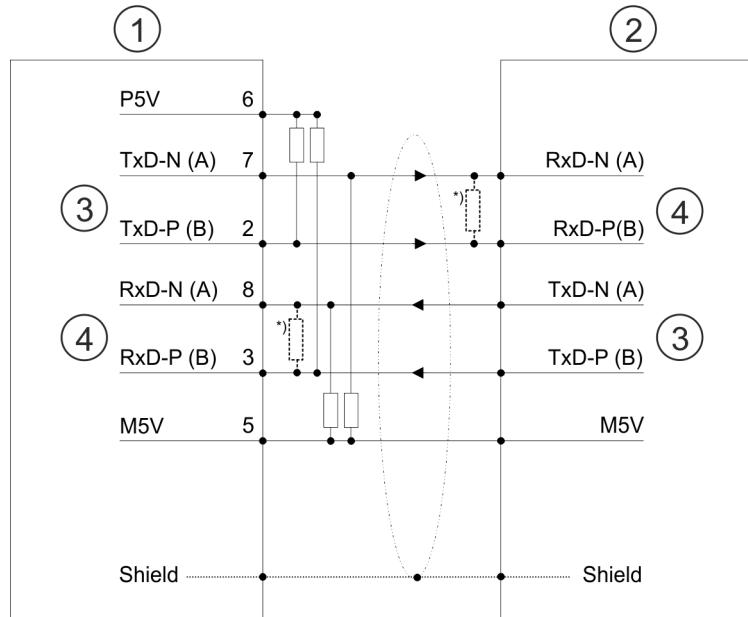 1
2
P5V 6
TxD-N (A) 7 RxD-N (A)
*)
3 TxD-P (B) 2 RxD-P(B) 4
RxD-N (A) 8 TxD-N (A)
*)
4 RxD-P (B) 3 TxD-P (B) 3
M5V 5 M5V
Shield Shield